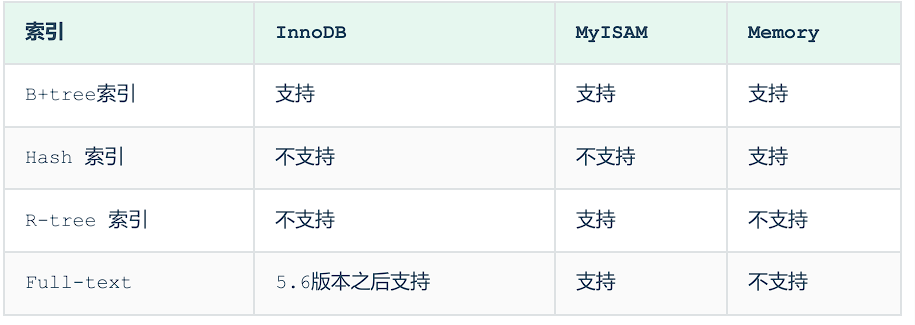 索引 InnoDB MyISAM Memory
B+tree索引 支持 支持 支持
Hash 索引 不支持 不支持 支持
R-tree 索引 不支持 支持 不支持
Full-text 5.6版本之后支持 支持 不支持